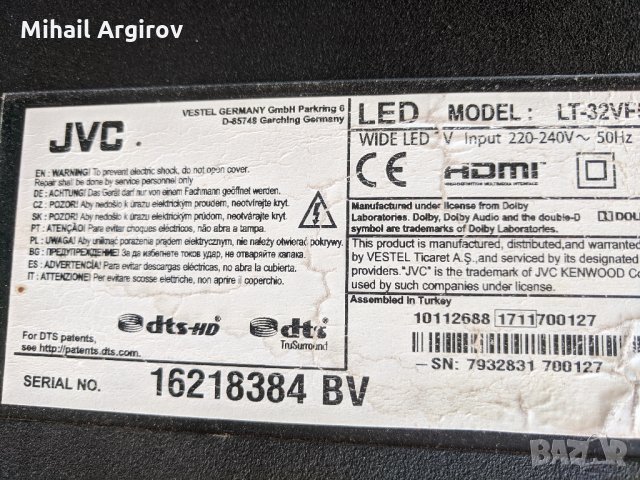 Mihail Argirov
JVC
VESTEL GERMANY GmbH Parkring 6
D-85748 Garching Germany
EN : WARNING! To prevent electric shock, do not open cover.
Repair shall be done by service personnel only
DE : ACHTUNG! Das Gerät darf nur von einem Fachmann geöffnet werden.
CZ : POZOR! Aby nedošlo k úrazu elektrickým proudem, neotvírejte kryt.
SK : POZOR! Aby nedošlo k úrazu elektrickým prúdom, neotvárajte kryt.
PT : ATENÇÃO! Para evitar choques eléctricos, não abra a tampa.
PL : UWAGA! Aby uniknąć porażenia prądem elektrycznym, nie należy otwierać pokrywy.
BG : ПРЕДУПРЕЖДЕНИЕ! За да избегнете токов удар, не отваряйте капака.
ES : ADVERTENCIA! Para evitar descargas eléctricas, no abra la cubierta.
IT : ATTENZIONE! Per evitare scosse elettriche, non aprire il coperchio.
For DTS patents,
see http://patents.dts.com.
dts-HD
dts
TruSurround
SERIAL NO. 16218384 BV
LED MODEL : LT-32VF
WIDE LED V Input 220-240V~ 50Hz
CE HDMI
HIGH-DEFINITION MULTIMEDIA INTERFACE
Manufactured under license from Dolby
Laboratories. Dolby, Dolby Audio and the double-D
symbol are trademarks of Dolby Laboratories.
This product is manufactured, distributed,and warranted
by VESTEL Ticaret A.Ş.,and serviced by its designated
providers."JVC" is the trademark of JVC KENWOOD Co
used by such companies under license.
Assembled In Turkey
10112688 1711 700127
SN: 7932831 700127
BAZAR